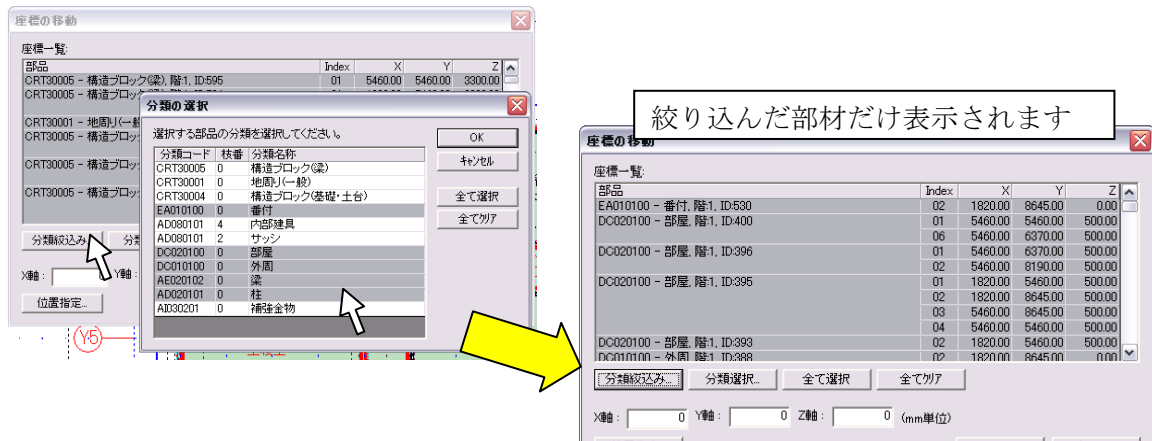 座標の移動
座標一覧:
部品 Index X Y Z
CRT30005 - 構造ブロック(梁), 階:1, ID:595 01 5460.00 5460.00 3300.00
CRT30005 - 構造ブロック
CRT30001 - 地周り(一般
CRT30005 - 構造ブロッ
CRT30005 - 構造ブロッ
CRT30005 - 構造ブロッ
分類絞込み 分類
X軸: 0 Y軸:
位置指定...
Y5
分類の選択
選択する部品の分類を選択してください。
分類コード 枝番 分類名称
CRT30005 0 構造ブロック(梁)
CRT30001 0 地周り(一般)
CRT30004 0 構造ブロック(基礎・土台)
EA010100 0 番付
AD080101 4 内部建具
AD080101 2 サッシ
DC020100 0 部屋
DC010100 0 外周
AE020102 0 梁
AD020101 0 柱
AI030201 0 補強金物
OK
キャンセル
全て選択
全てクリア
絞り込んだ部材だけ表示されます
座標の移動
座標一覧:
部品 Index X Y Z
EA010100 - 番付, 階:1, ID:530 02 1820.00 8645.00 0.00
DC020100 - 部屋, 階:1, ID:400 01 5460.00 5460.00 500.00
06 5460.00 6370.00 500.00
DC020100 - 部屋, 階:1, ID:396 01 5460.00 6370.00 500.00
02 5460.00 8190.00 500.00
DC020100 - 部屋, 階:1, ID:395 01 1820.00 5460.00 500.00
02 1820.00 8645.00 500.00
03 5460.00 8645.00 500.00
04 5460.00 5460.00 500.00
DC020100 - 部屋, 階:1, ID:393 02 1820.00 5460.00 500.00
DC010100 - 外周, 階:1, ID:388 02 1820.00 8645.00 0.00
分類絞込み... 分類選択... 全て選択 全てクリア
X軸: 0 Y軸: 0 Z軸: 0 (mm単位)